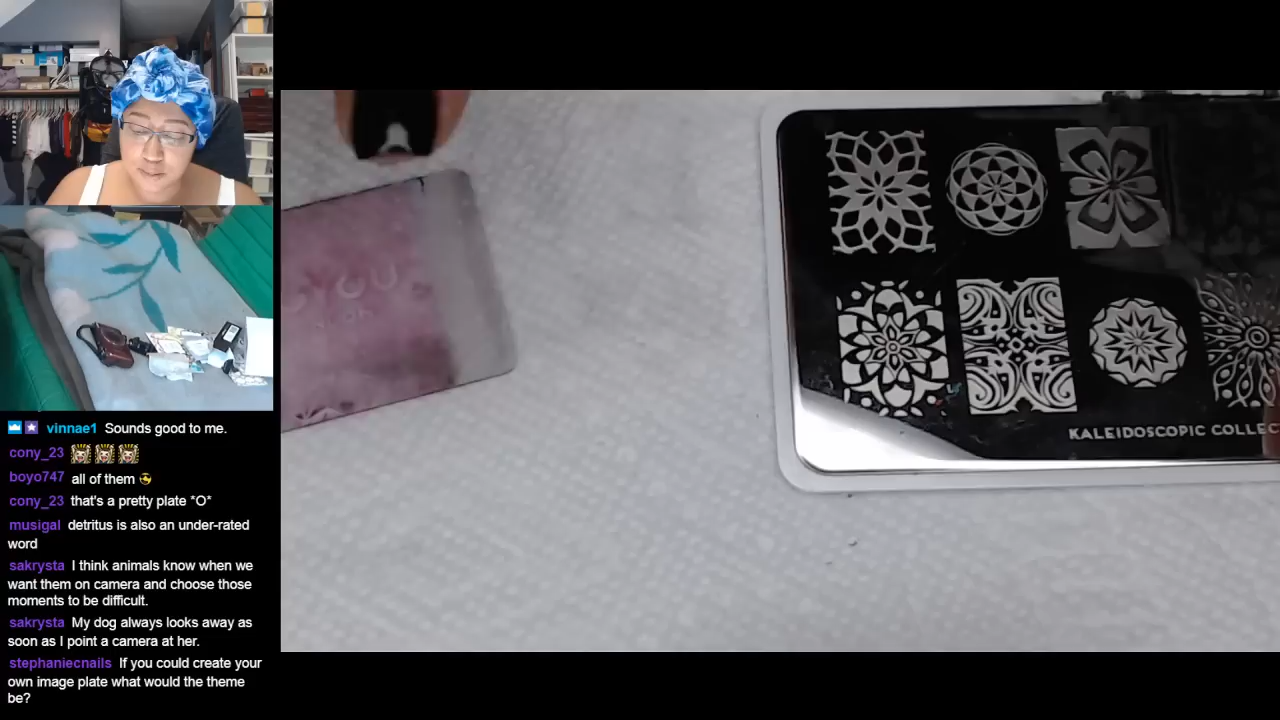 vinnae1 Sounds good to me.
cony_23
boyo747 all of them
cony_23 that's a pretty plate *O*
musigal detritus is also an under-rated
word
sakrysta I think animals know when we
want them on camera and choose those
moments to be difficult.
sakrysta My dog always looks away as
soon as I point a camera at her.
stephaniecnails If you could create your
own image plate what would the theme
be?
KALEIDOSCOPIC COLLEC